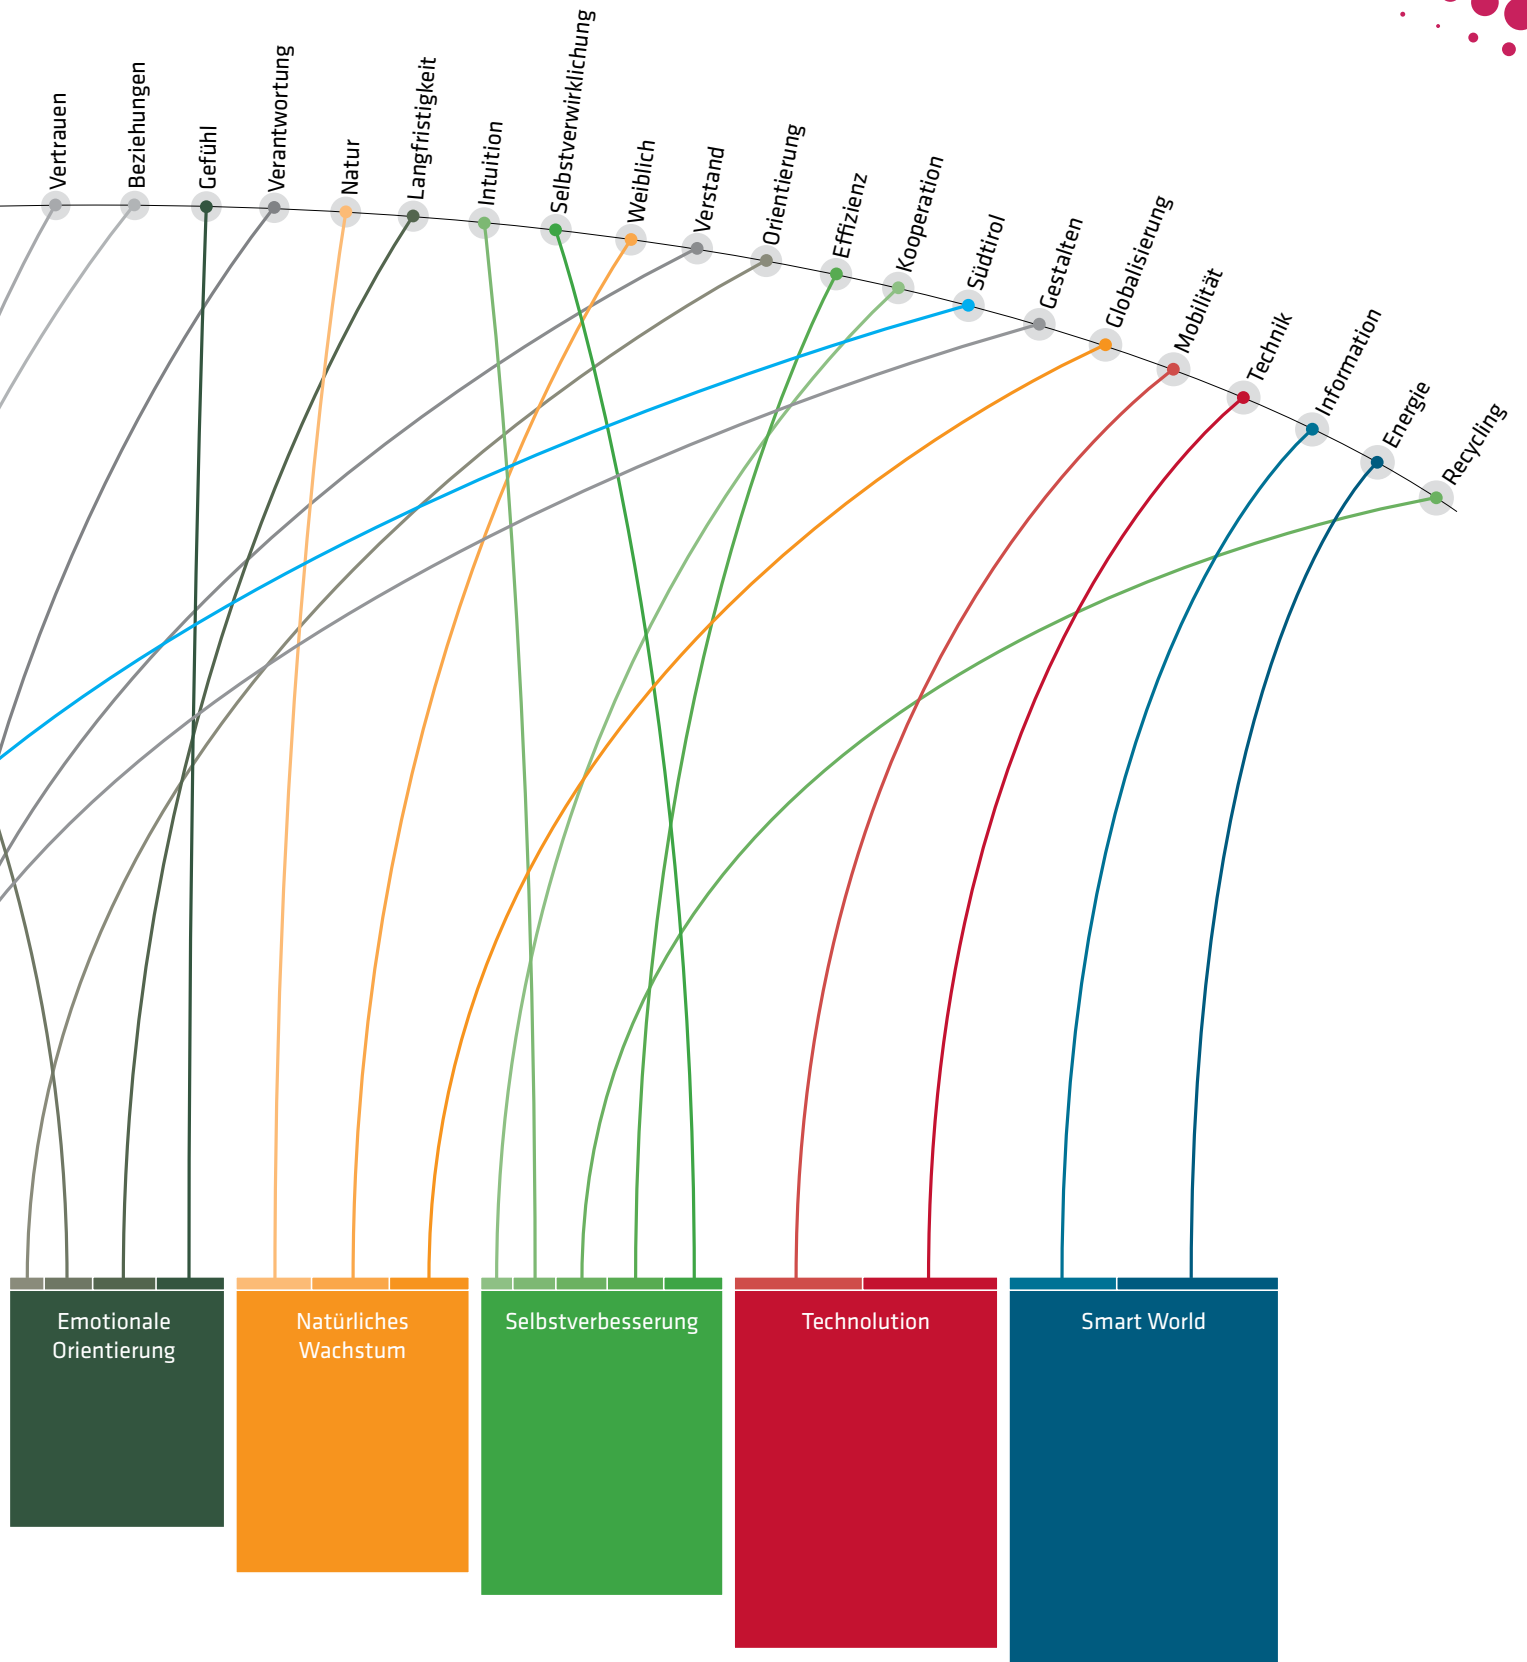 Vertrauen
Beziehungen
Gefühl
Verantwortung
Natur
Langfristigkeit
Intuition
Selbstverwirklichung
Weiblich
Verstand
Orientierung
Effizienz
Kooperation
Südtirol
Gestalten
Globalisierung
Mobilität
Technik
Information
Energie
Recycling
Emotionale
Orientierung
Natürliches
Wachstum
Selbstverbesserung
Technolution
Smart World